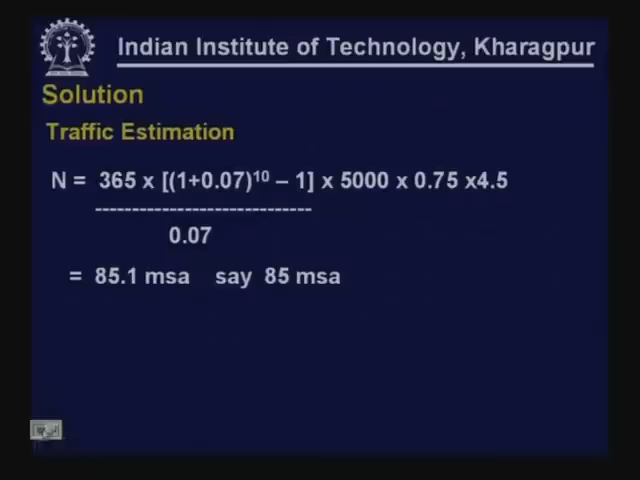 Indian Institute of Technology, Kharagpur
Solution
Traffic Estimation
N = 365 x [(1+0.07)¹⁰ – 1] x 5000 x 0.75 x4.5
-----------------------------
0.07
= 85.1 msa say 85 msa